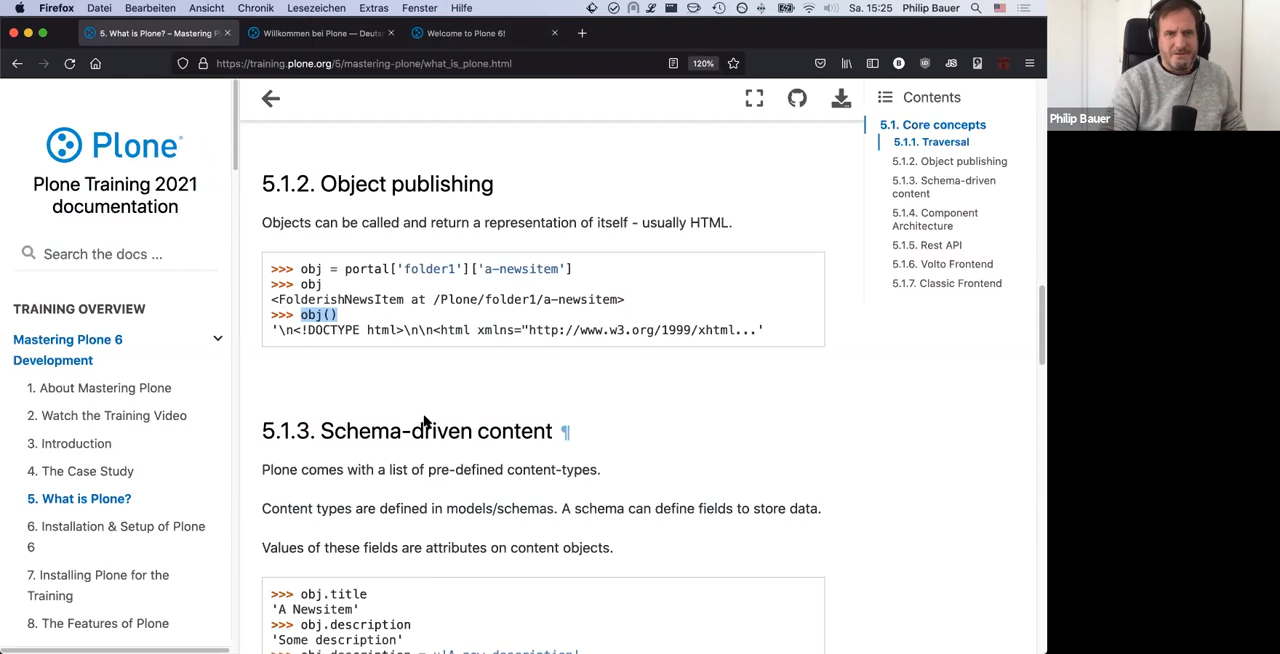 Firefox Datei Bearbeiten Ansicht Chronik Lesezeichen Extras Fenster Hilfe Sa. 15:25 Philip Bauer
5. What is Plone? – Mastering P
Willkommen bei Plone — Deuts
Welcome to Plone 6!
https://training.plone.org/5/mastering-plone/what_is_plone.html 120%
Plone
Plone Training 2021
documentation
Search the docs ...
TRAINING OVERVIEW
Mastering Plone 6
Development
1. About Mastering Plone
2. Watch the Training Video
3. Introduction
4. The Case Study
5. What is Plone?
6. Installation & Setup of Plone
6
7. Installing Plone for the
Training
8. The Features of Plone
5.1.2. Object publishing
Objects can be called and return a representation of itself - usually HTML.
>>> obj = portal['folder1']['a-newsitem']
>>> obj
<FolderishNewsItem at /Plone/folder1/a-newsitem>
>>> obj()
'\n<!DOCTYPE html>\n\n<html xmlns="http://www.w3.org/1999/xhtml...'
5.1.3. Schema-driven content ¶
Plone comes with a list of pre-defined content-types.
Content types are defined in models/schemas. A schema can define fields to store data.
Values of these fields are attributes on content objects.
>>> obj.title
'A Newsitem'
>>> obj.description
'Some description'
>>> obj.description = u'A new description'
Contents
5.1. Core concepts
5.1.1. Traversal
5.1.2. Object publishing
5.1.3. Schema-driven
content
5.1.4. Component
Architecture
5.1.5. Rest API
5.1.6. Volto Frontend
5.1.7. Classic Frontend
Philip Bauer